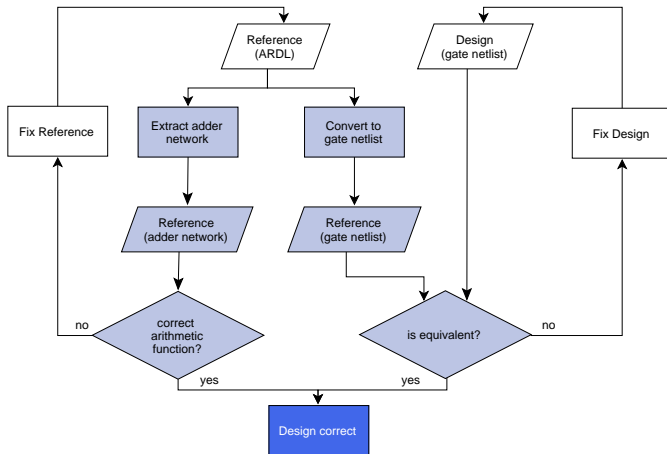 Reference
(ARDL)
Design
(gate netlist)
Fix Reference
Extract adder
network
Convert to
gate netlist
Fix Design
Reference
(adder network)
Reference
(gate netlist)
no
correct
arithmetic
function?
is equivalent?
no
yes
yes
Design correct